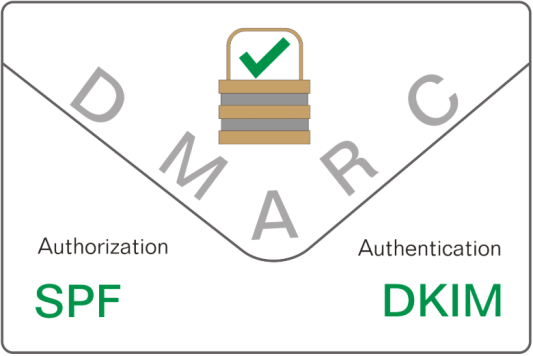 DMARC
Authorization
Authentication
SPF
DKIM